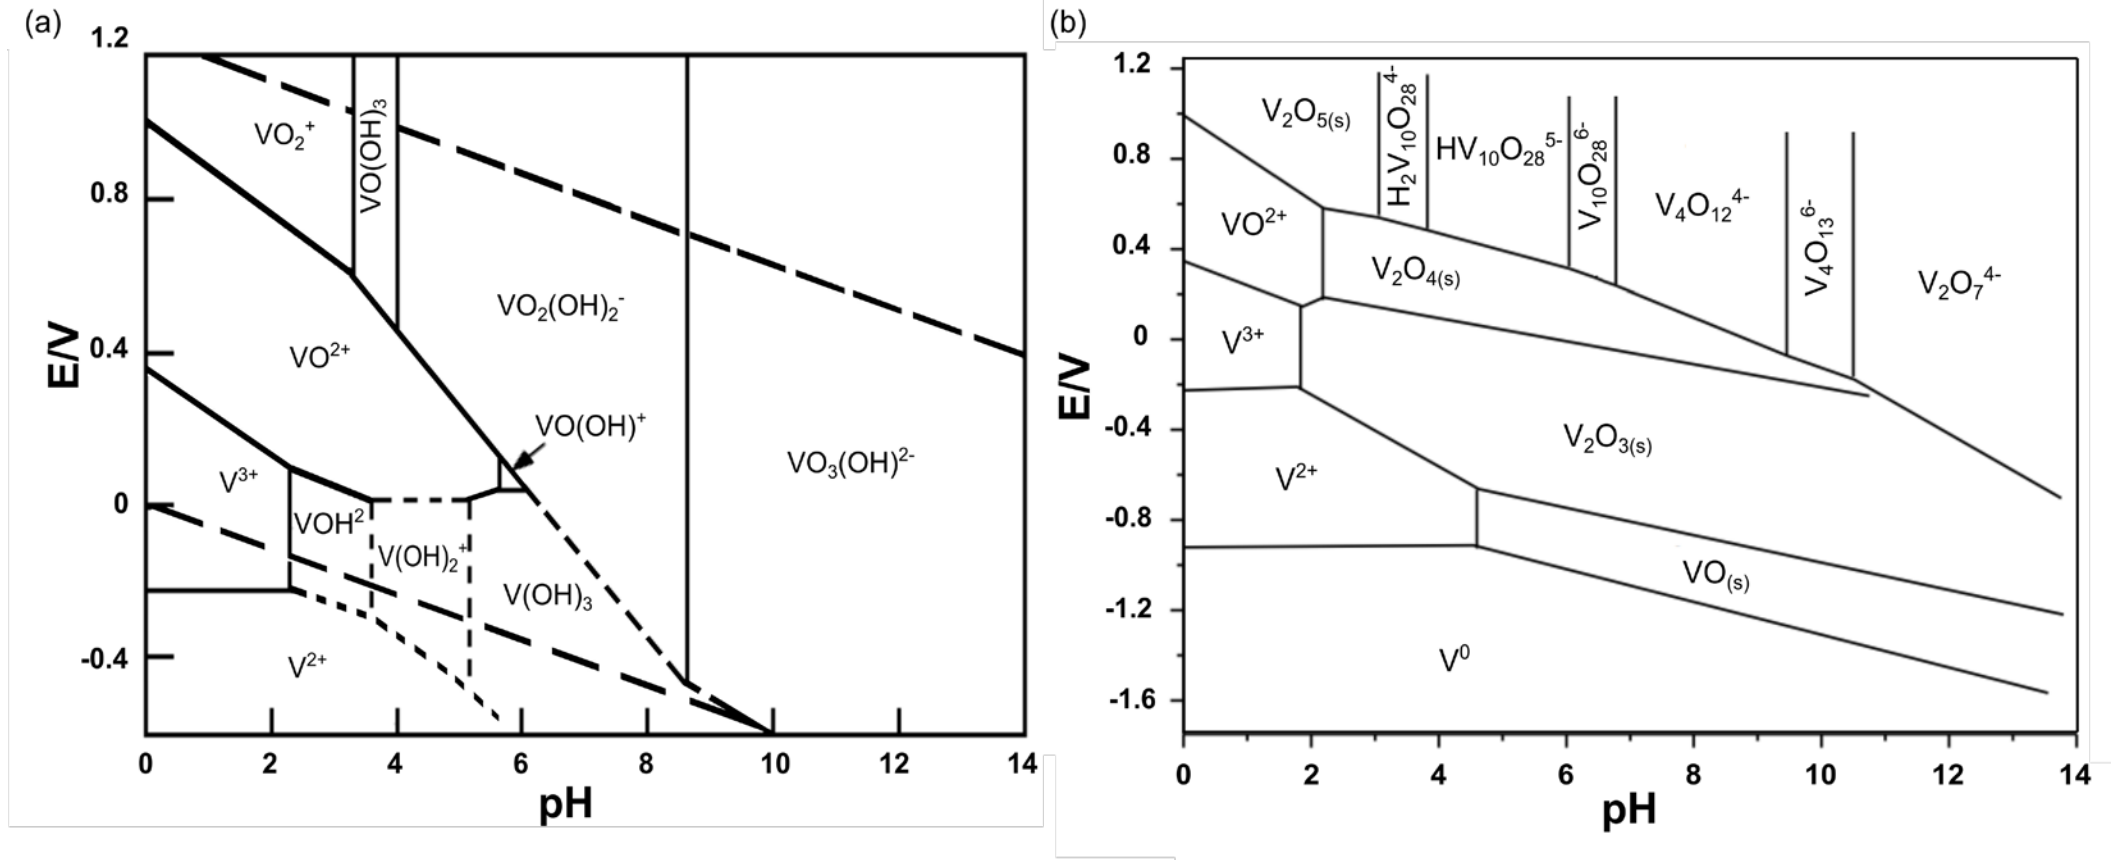 (a)
1.2
0.8
0.4
0
-0.4
E/V
VO₂⁺
VO(OH)₃
VO₂(OH)₂⁻
VO²⁺
VO(OH)⁺
VO₃(OH)²⁻
V³⁺
VOH²
V(OH)₂⁺
V(OH)₃
V²⁺
0 2 4 6 8 10 12 14
pH
(b)
1.2
0.8
0.4
0
-0.4
-0.8
-1.2
-1.6
E/V
V₂O₅₍ₛ₎
H₂V₁₀O₂₈⁴⁻
HV₁₀O₂₈⁵⁻
V₁₀O₂₈⁶⁻
V₄O₁₂⁴⁻
V₄O₁₃⁶⁻
V₂O₇⁴⁻
VO²⁺
V₂O₄₍ₛ₎
V³⁺
V₂O₃₍ₛ₎
V²⁺
VO₍ₛ₎
V⁰
0 2 4 6 8 10 12 14
pH